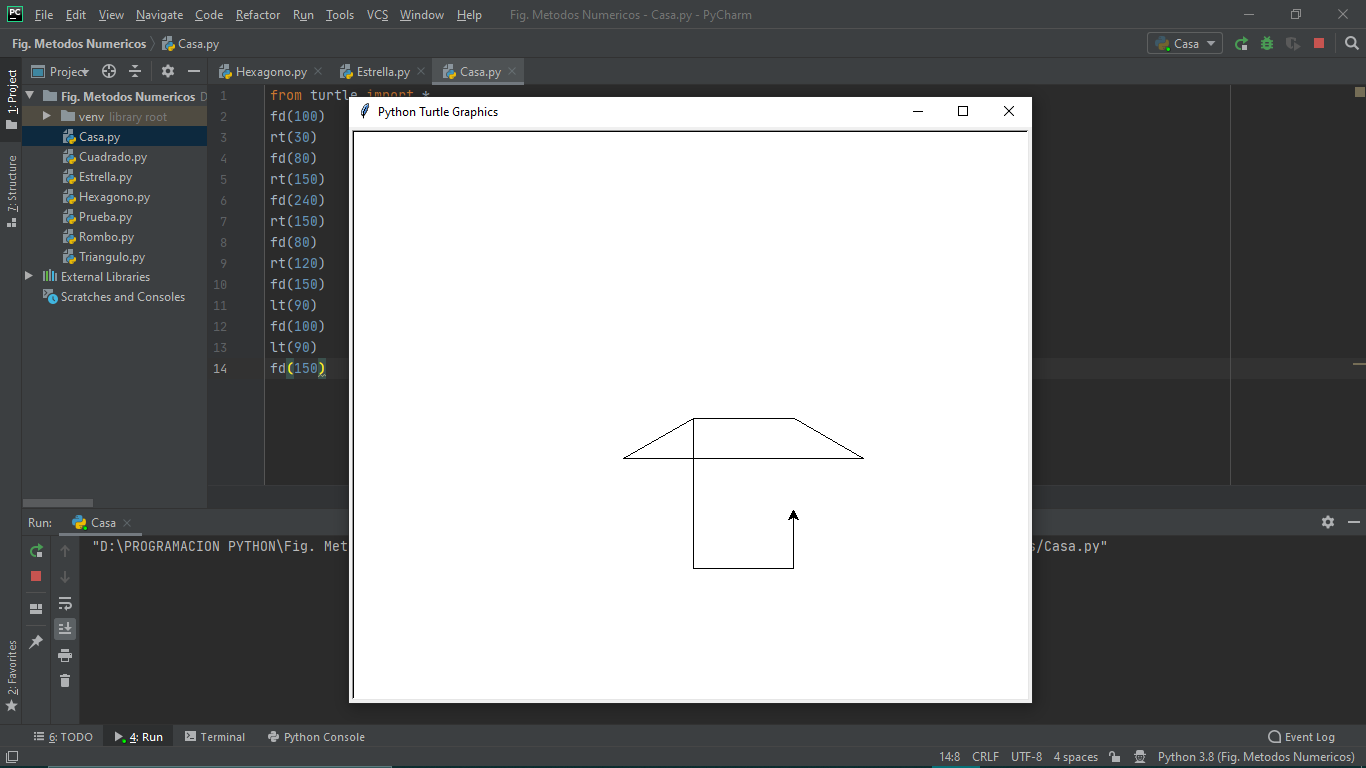 PC File Edit View Navigate Code Refactor Run Tools VCS Window Help Fig. Metodos Numericos - Casa.py - PyCharm
Fig. Metodos Numericos Casa.py Casa
1: Project
Project Hexagono.py Estrella.py Casa.py
Fig. Metodos Numericos D
venv library root
Casa.py
Cuadrado.py
Estrella.py
Hexagono.py
Prueba.py
Rombo.py
Triangulo.py
External Libraries
Scratches and Consoles
7: Structure
1 from turtle import *
2 fd(100)
3 rt(30)
4 fd(80)
5 rt(150)
6 fd(240)
7 rt(150)
8 fd(80)
9 rt(120)
10 fd(150)
11 lt(90)
12 fd(100)
13 lt(90)
14 fd(150)
Python Turtle Graphics
Run: Casa
"D:\PROGRAMACION PYTHON\Fig. Met
/Casa.py"
2: Favorites
6: TODO 4: Run Terminal Python Console Event Log
14:8 CRLF UTF-8 4 spaces Python 3.8 (Fig. Metodos Numericos)